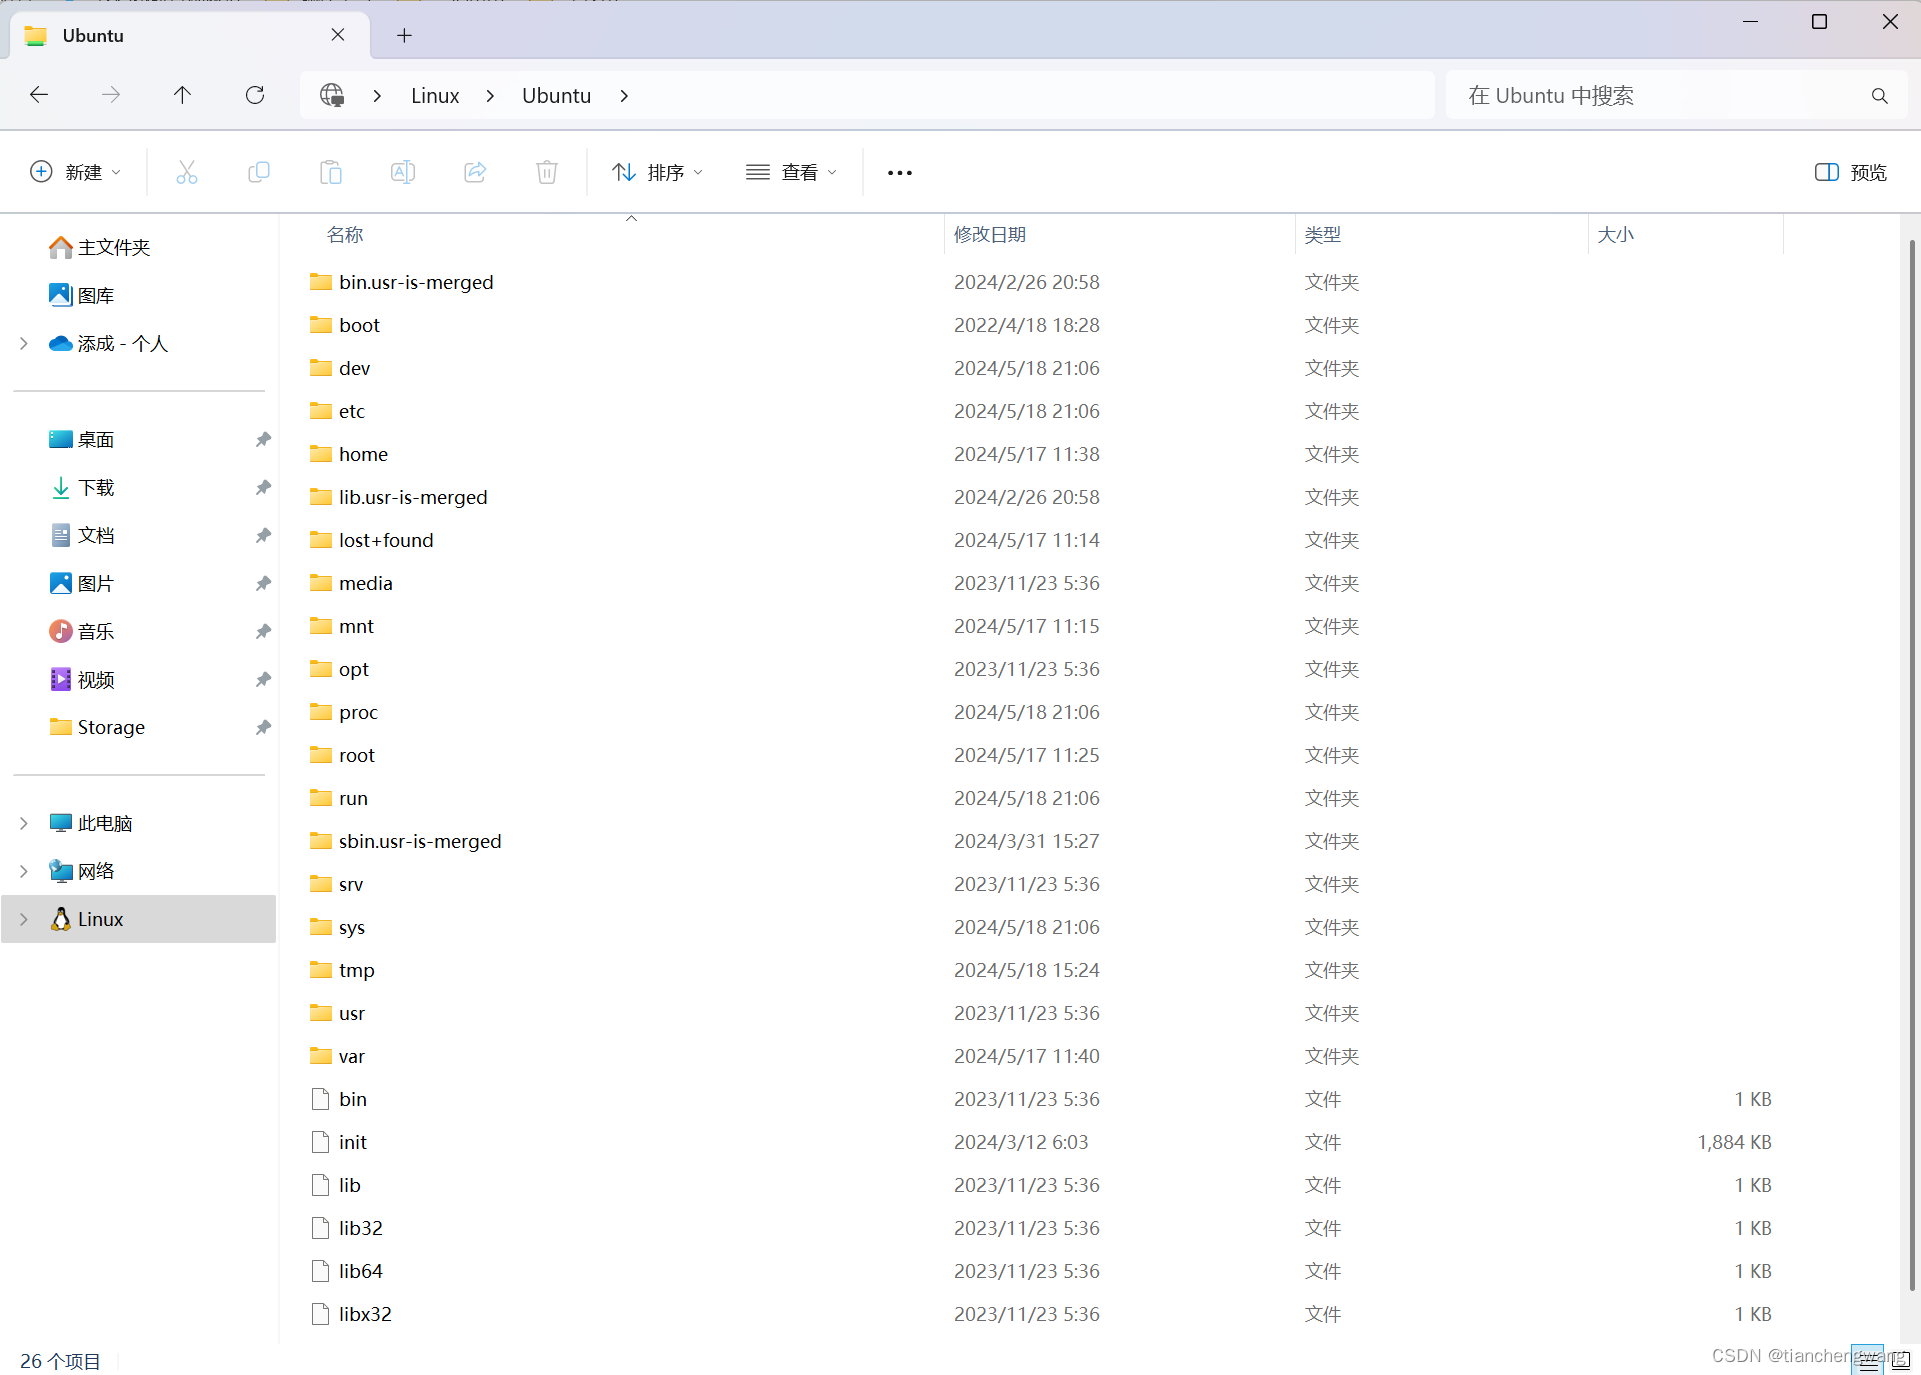 Ubuntu
Linux
Ubuntu
在 Ubuntu 中搜索
新建
排序
查看
预览
主文件夹
图库
添成 - 个人
桌面
下载
文档
图片
音乐
视频
Storage
此电脑
网络
Linux
名称 修改日期 类型 大小
bin.usr-is-merged 2024/2/26 20:58 文件夹
boot 2022/4/18 18:28 文件夹
dev 2024/5/18 21:06 文件夹
etc 2024/5/18 21:06 文件夹
home 2024/5/17 11:38 文件夹
lib.usr-is-merged 2024/2/26 20:58 文件夹
lost+found 2024/5/17 11:14 文件夹
media 2023/11/23 5:36 文件夹
mnt 2024/5/17 11:15 文件夹
opt 2023/11/23 5:36 文件夹
proc 2024/5/18 21:06 文件夹
root 2024/5/17 11:25 文件夹
run 2024/5/18 21:06 文件夹
sbin.usr-is-merged 2024/3/31 15:27 文件夹
srv 2023/11/23 5:36 文件夹
sys 2024/5/18 21:06 文件夹
tmp 2024/5/18 15:24 文件夹
usr 2023/11/23 5:36 文件夹
var 2024/5/17 11:40 文件夹
bin 2023/11/23 5:36 文件 1 KB
init 2024/3/12 6:03 文件 1,884 KB
lib 2023/11/23 5:36 文件 1 KB
lib32 2023/11/23 5:36 文件 1 KB
lib64 2023/11/23 5:36 文件 1 KB
libx32 2023/11/23 5:36 文件 1 KB
26 个项目
CSDN @tianchengwang